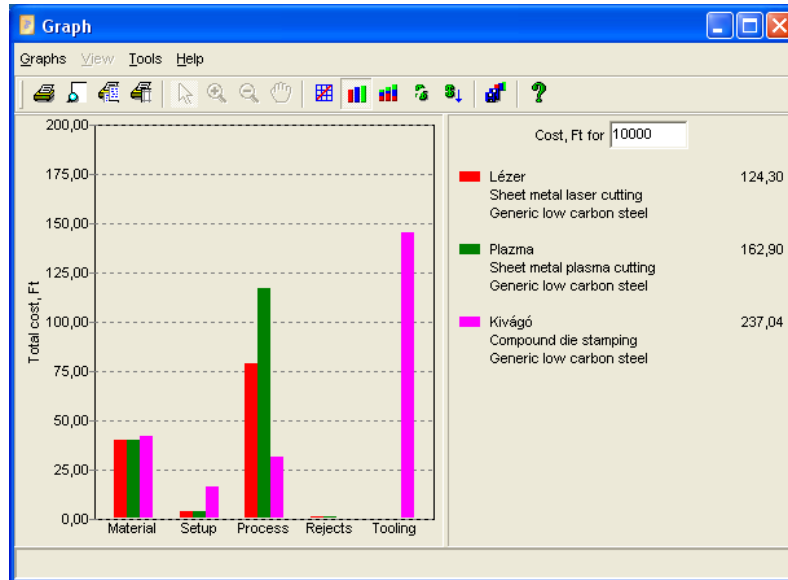 Graph
Graphs View Tools Help
Cost, Ft for 10000
Total cost, Ft
200,00
175,00
150,00
125,00
100,00
75,00
50,00
25,00
0,00
Material Setup Process Rejects Tooling
Lézer 124,30
Sheet metal laser cutting
Generic low carbon steel
Plazma 162,90
Sheet metal plasma cutting
Generic low carbon steel
Kivágó 237,04
Compound die stamping
Generic low carbon steel